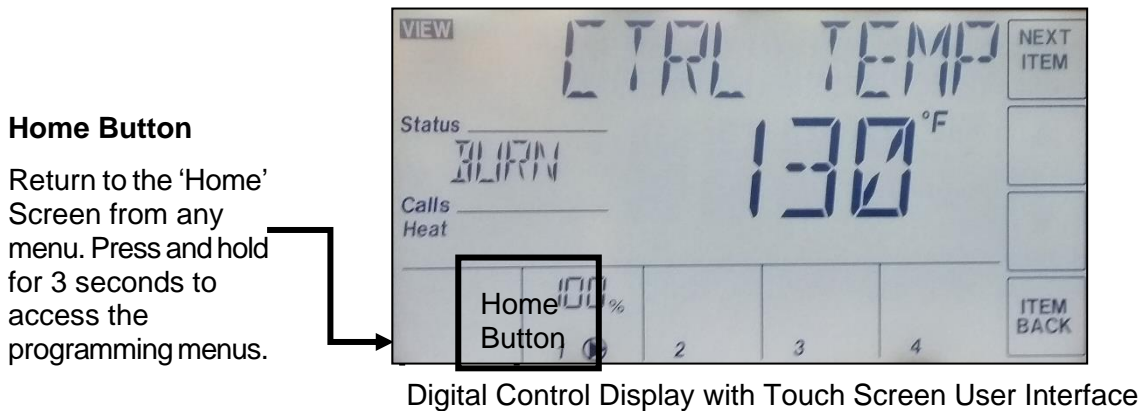 Home Button
Return to the 'Home'
Screen from any
menu. Press and hold
for 3 seconds to
access the
programming menus.
VIEW
CTRL TEMP
NEXT
ITEM
Status
BURN
130 °F
Calls
Heat
Home
Button
100 %
1
2
3
4
ITEM
BACK
Digital Control Display with Touch Screen User Interface